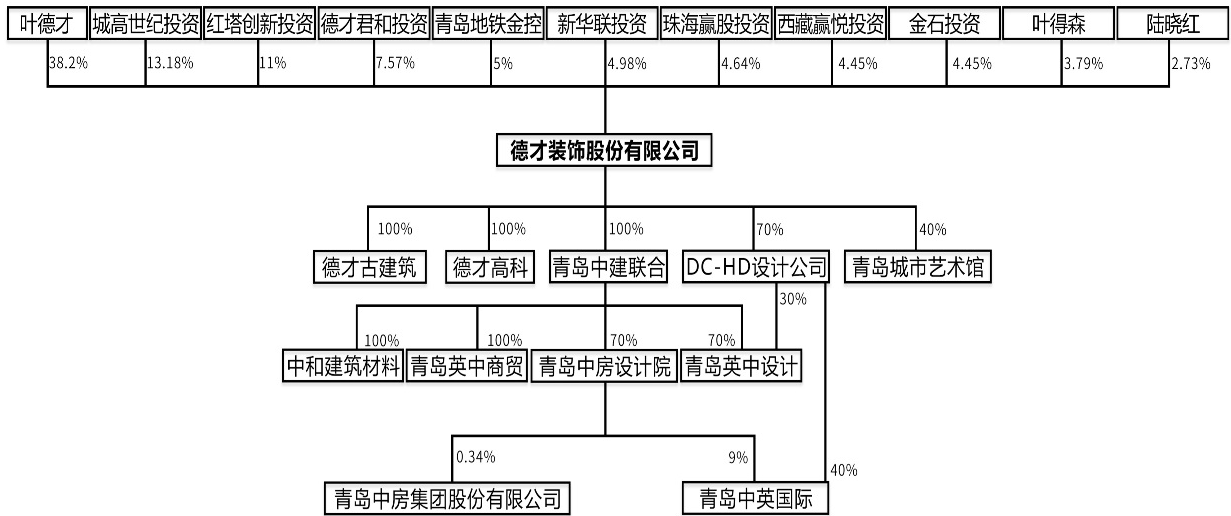 叶德才 城高世纪投资 红塔创新投资 德才君和投资 青岛地铁金控 新华联投资 珠海赢股投资 西藏赢悦投资 金石投资 叶得森 陆晓红
38.2% 13.18% 11% 7.57% 5% 4.98% 4.64% 4.45% 4.45% 3.79% 2.73%
德才装饰股份有限公司
100% 100% 100% 70% 40%
德才古建筑 德才高科 青岛中建联合 DC-HD设计公司 青岛城市艺术馆
30%
100% 100% 70% 70%
中和建筑材料 青岛英中商贸 青岛中房设计院 青岛英中设计
0.34% 9% 40%
青岛中房集团股份有限公司 青岛中英国际